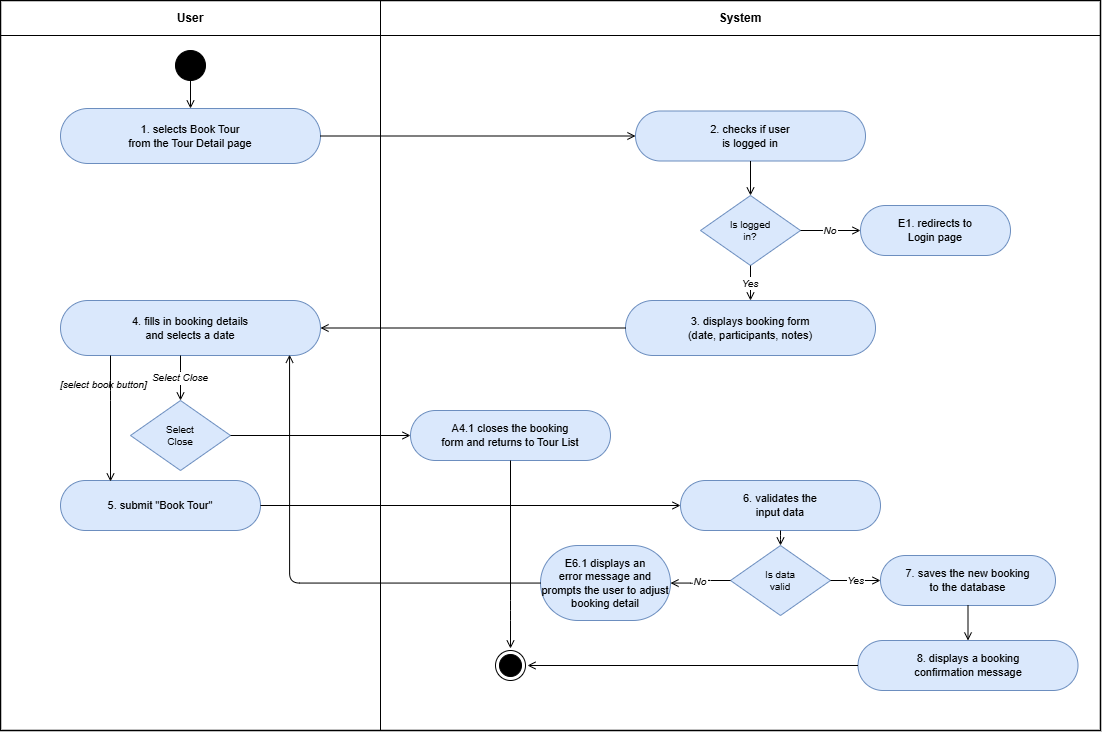 User
System
1. selects Book Tour
from the Tour Detail page
2. checks if user
is logged in
Is logged
in?
No
E1. redirects to
Login page
Yes
3. displays booking form
(date, participants, notes)
4. fills in booking details
and selects a date
[select book button]
Select Close
Select
Close
A4.1 closes the booking
form and returns to Tour List
5. submit "Book Tour"
6. validates the
input data
Is data
valid
No
Yes
E6.1 displays an
error message and
prompts the user to adjust
booking detail
7. saves the new booking
to the database
8. displays a booking
confirmation message